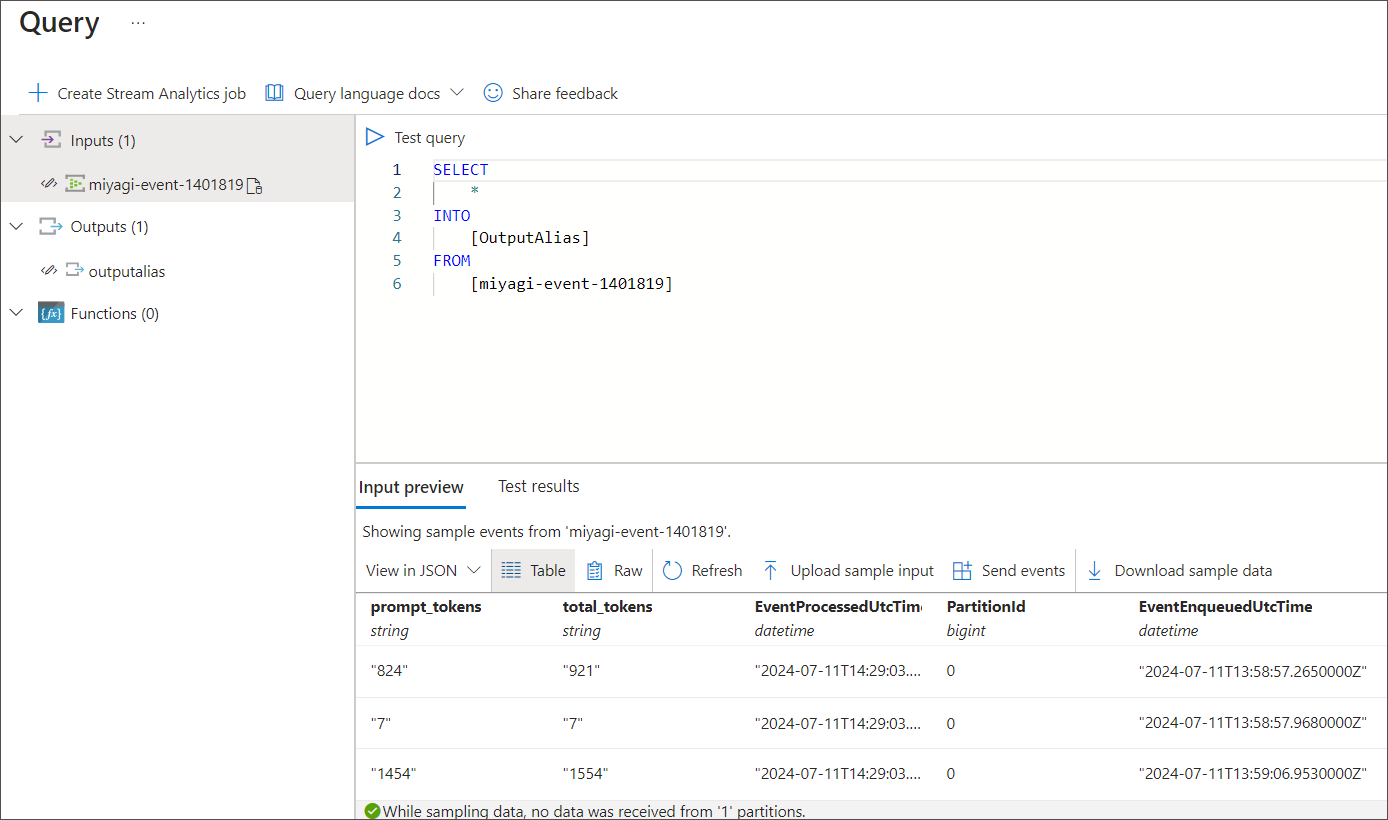 Query ...
Create Stream Analytics job Query language docs Share feedback
Inputs (1)
miyagi-event-1401819
Outputs (1)
outputalias
{fx} Functions (0)
Test query
1 SELECT
2 *
3 INTO
4 [OutputAlias]
5 FROM
6 [miyagi-event-1401819]
Input preview Test results
Showing sample events from 'miyagi-event-1401819'.
View in JSON Table Raw Refresh Upload sample input Send events Download sample data
prompt_tokens total_tokens EventProcessedUtcTim PartitionId EventEnqueuedUtcTime
string string datetime bigint datetime
"824" "921" "2024-07-11T14:29:03.... 0 "2024-07-11T13:58:57.2650000Z"
"7" "7" "2024-07-11T14:29:03.... 0 "2024-07-11T13:58:57.9680000Z"
"1454" "1554" "2024-07-11T14:29:03.... 0 "2024-07-11T13:59:06.9530000Z"
While sampling data, no data was received from '1' partitions.